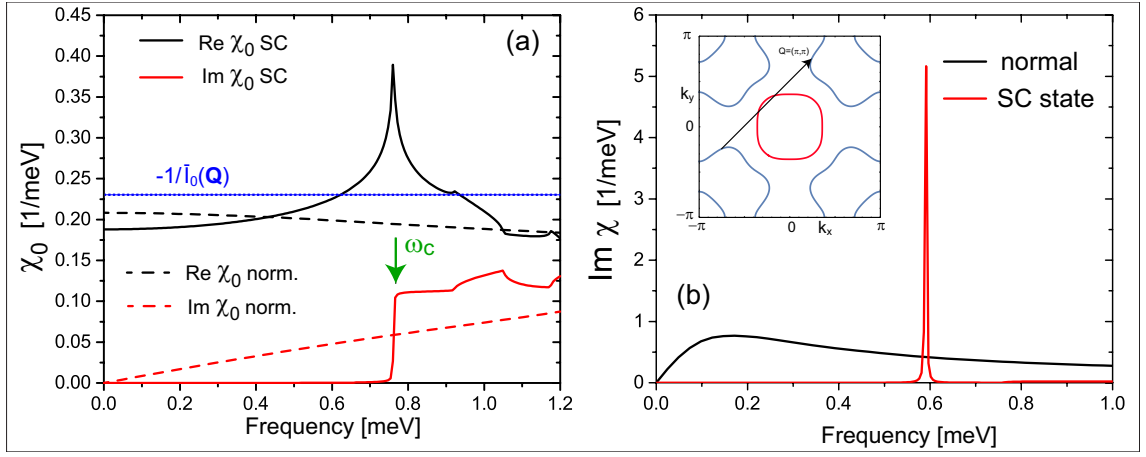 (a)
Re χ₀ SC
Im χ₀ SC
-1/Ī₀(Q)
ω_C
Re χ₀ norm.
Im χ₀ norm.
χ₀ [1/meV]
0.45
0.40
0.35
0.30
0.25
0.20
0.15
0.10
0.05
0.00
0.0 0.2 0.4 0.6 0.8 1.0 1.2
Frequency [meV]
(b)
normal
SC state
Im χ [1/meV]
6
5
4
3
2
1
0
0.0 0.2 0.4 0.6 0.8 1.0
Frequency [meV]
Q=(π,π)
π
k_y
0
−π
−π 0 k_x π